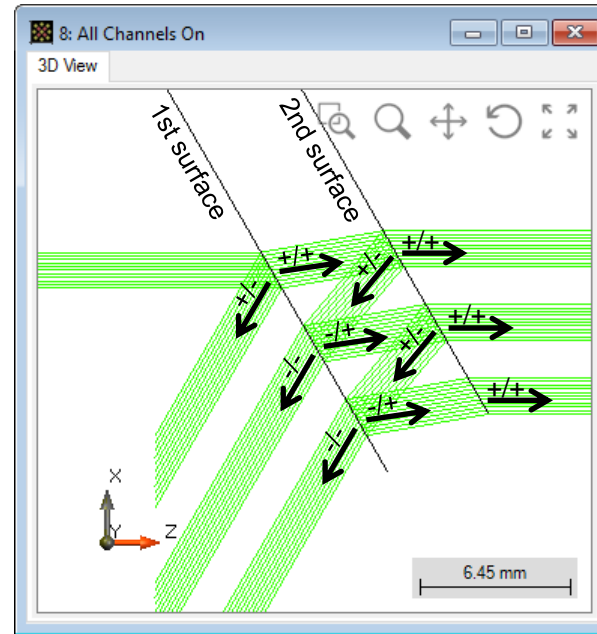 8: All Channels On
3D View
1st surface
2nd surface
+/+
+/+
+/-
+/-
+/+
-/+
+/-
-/-
+/+
-/+
-/-
X
Y
Z
6.45 mm